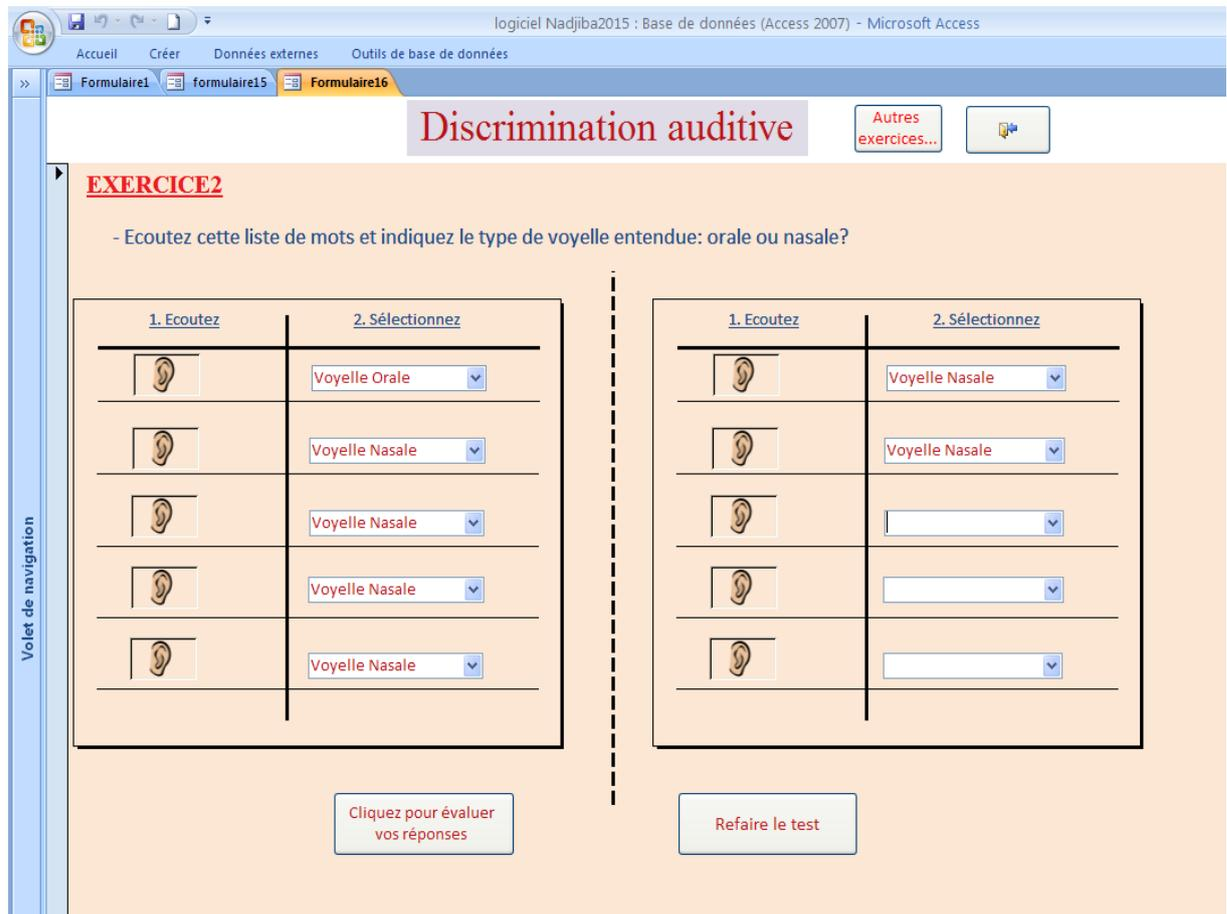 logiciel Nadjiba2015 : Base de données (Access 2007) - Microsoft Access
Accueil Créer Données externes Outils de base de données
Formulaire1 formulaire15 Formulaire16
Discrimination auditive
Autres
exercices...
EXERCICE2
- Ecoutez cette liste de mots et indiquez le type de voyelle entendue: orale ou nasale?
1. Ecoutez 2. Sélectionnez
Voyelle Orale
Voyelle Nasale
Voyelle Nasale
Voyelle Nasale
Voyelle Nasale
1. Ecoutez 2. Sélectionnez
Voyelle Nasale
Voyelle Nasale
Cliquez pour évaluer
vos réponses
Refaire le test
Volet de navigation